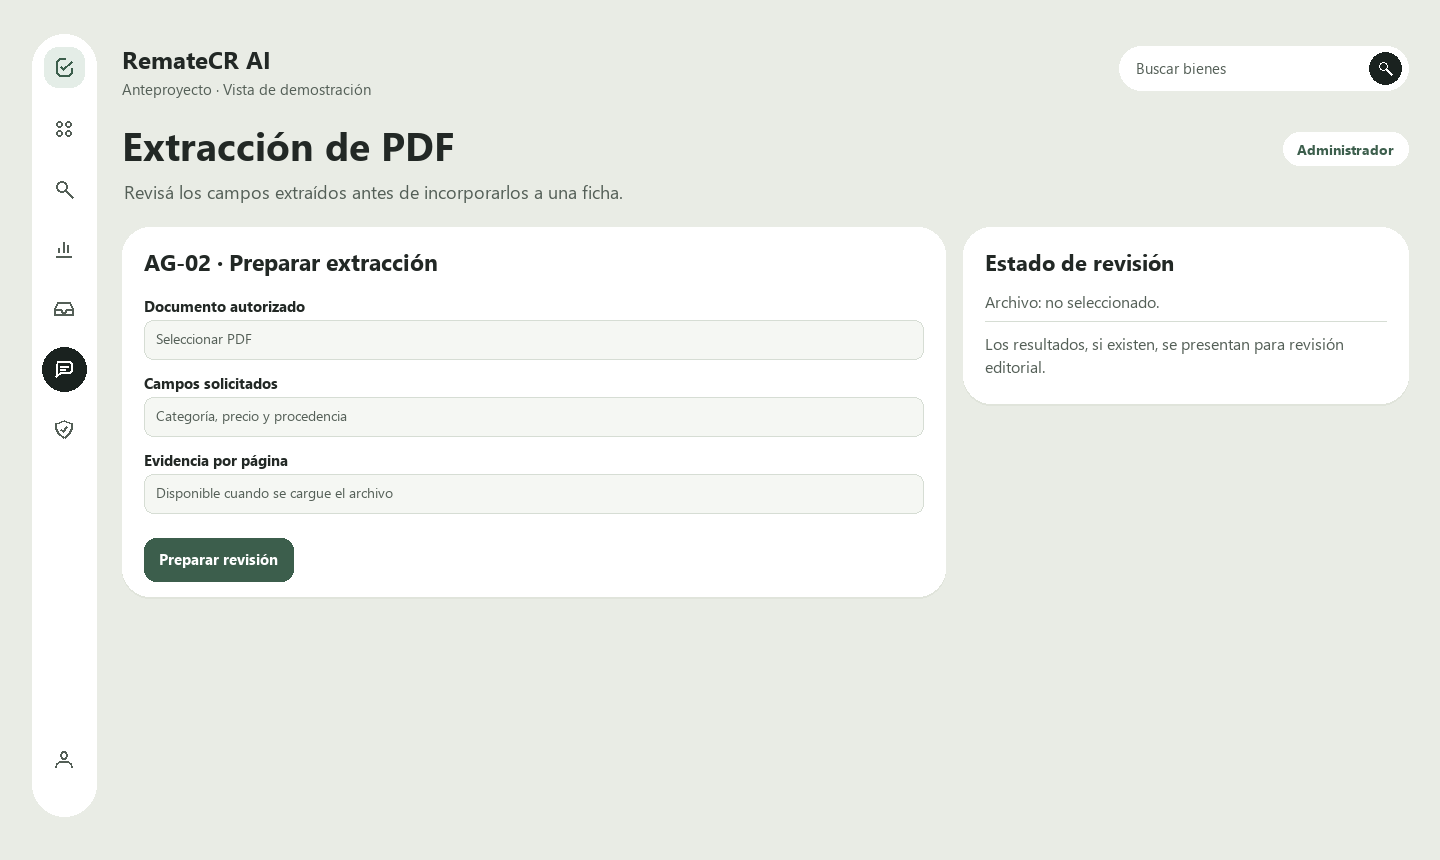 RemateCR AI
Anteproyecto · Vista de demostración
Buscar bienes
Extracción de PDF
Administrador
Revisá los campos extraídos antes de incorporarlos a una ficha.
AG-02 · Preparar extracción
Documento autorizado
Seleccionar PDF
Campos solicitados
Categoría, precio y procedencia
Evidencia por página
Disponible cuando se cargue el archivo
Preparar revisión
Estado de revisión
Archivo: no seleccionado.
Los resultados, si existen, se presentan para revisión
editorial.